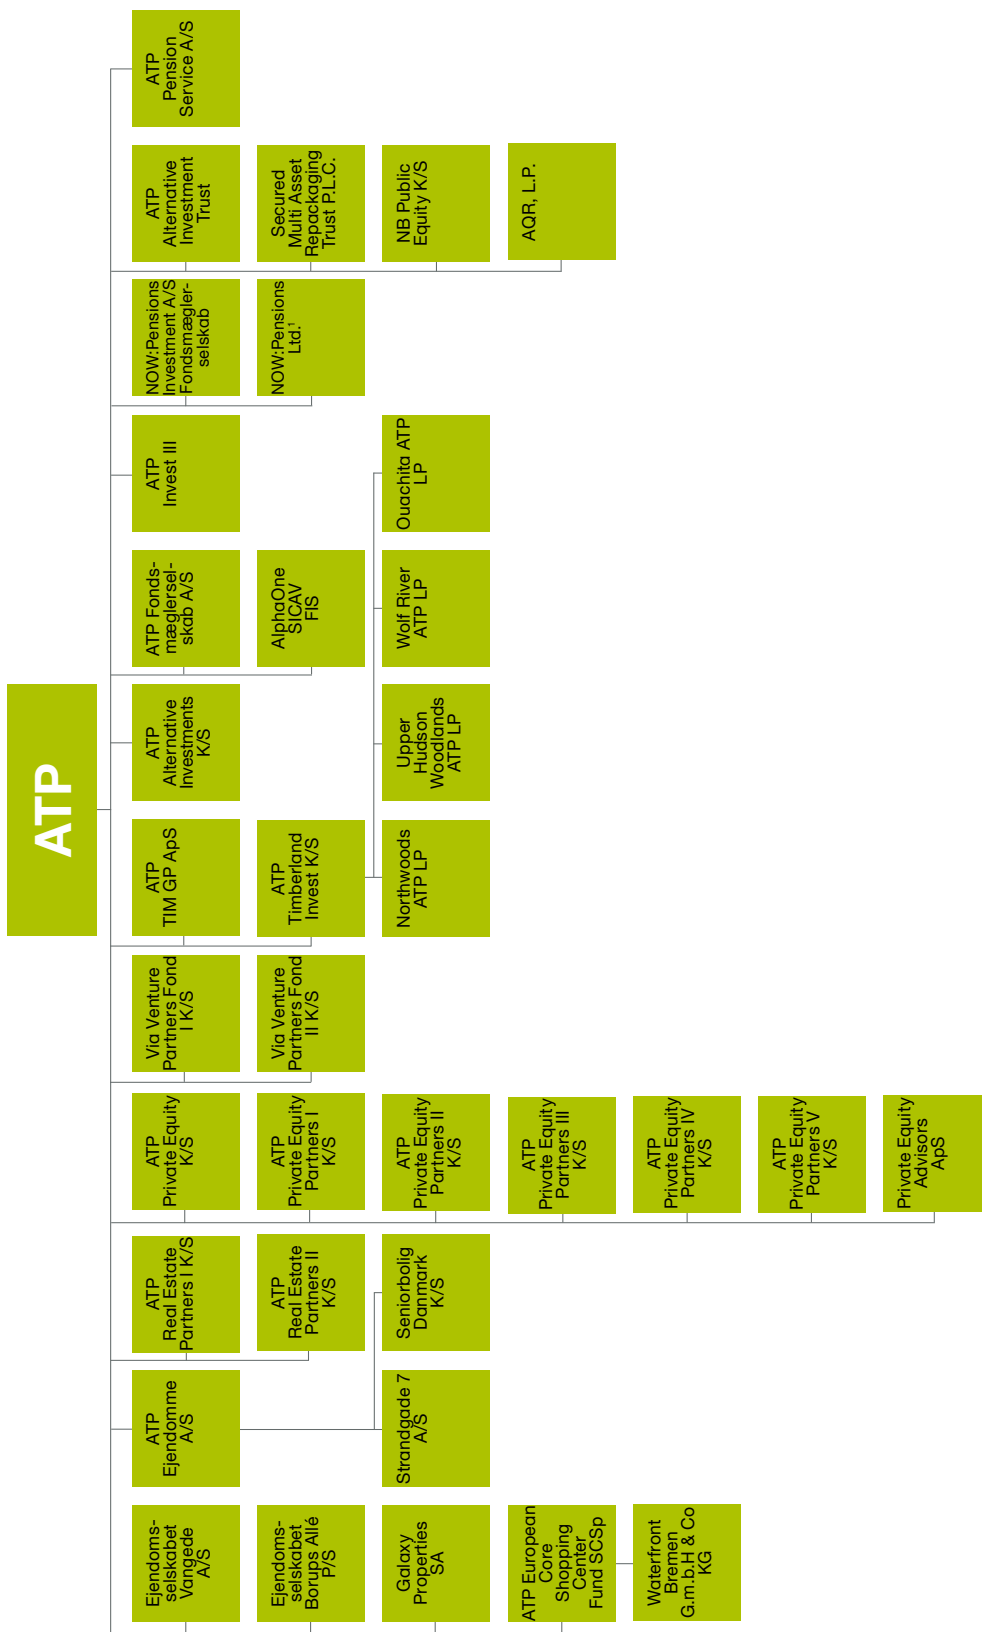 ATP
Ejendoms-
selskabet
Vangede
A/S
Ejendoms-
selskabet
Borups Allé
P/S
Galaxy
Properties
SA
ATP European
Core
Shopping
Center
Fund SCSp
Waterfront
Bremen
G.m.b.H & Co
KG
ATP
Ejendomme
A/S
Strandgade 7
A/S
Seniorbolig
Danmark
K/S
ATP
Real Estate
Partners I K/S
ATP
Real Estate
Partners II
K/S
ATP
Private Equity
K/S
ATP
Private Equity
Partners I
K/S
ATP
Private Equity
Partners II
K/S
ATP
Private Equity
Partners III
K/S
ATP
Private Equity
Partners IV
K/S
ATP
Private Equity
Partners V
K/S
Private Equity
Advisors
ApS
Via Venture
Partners Fond
I K/S
Via Venture
Partners Fond
II K/S
ATP
TIM GP ApS
ATP
Timberland
Invest K/S
Northwoods
ATP LP
Upper
Hudson
Woodlands
ATP LP
Wolf River
ATP LP
Ouachita ATP
LP
ATP
Alternative
Investments
K/S
ATP Fonds-
mæglersel-
skab A/S
AlphaOne
SICAV
FIS
ATP
Invest III
NOW:Pensions
Investment A/S
Fondsmægler-
selskab
NOW:Pensions
Ltd.¹
ATP
Alternative
Investment
Trust
Secured
Multi Asset
Repackaging
Trust P.L.C.
NB Public
Equity K/S
AQR, L.P.
ATP
Pension
Service A/S